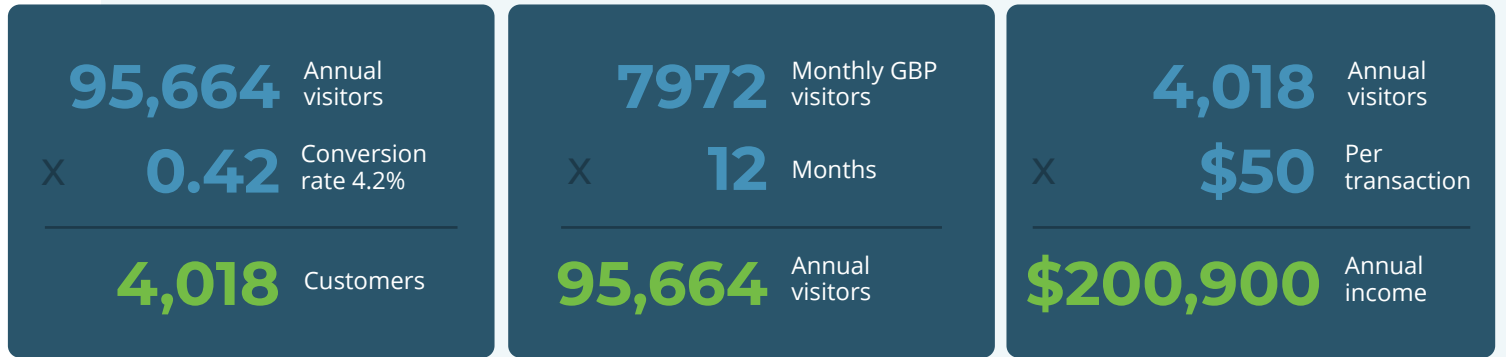 95,664 Annual visitors
X 0.42 Conversion rate 4.2%
4,018 Customers
7972 Monthly GBP visitors
X 12 Months
95,664 Annual visitors
4,018 Annual visitors
X $50 Per transaction
$200,900 Annual income